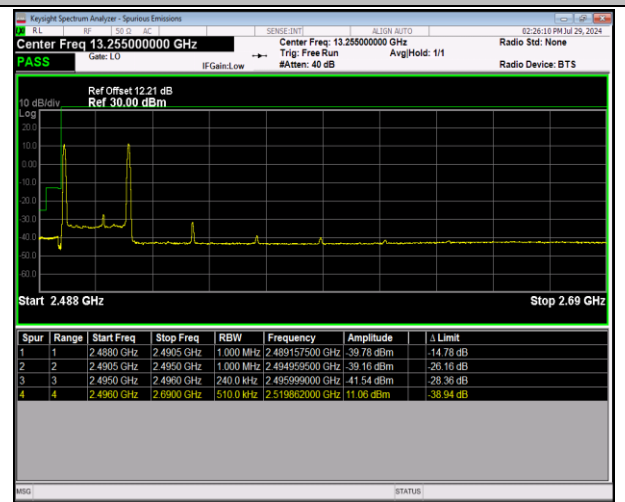 Keysight Spectrum Analyzer - Spurious Emissions
RL RF 50 Ω AC SENSE:INT ALIGN AUTO 02:26:10 PM Jul 29, 2024
Center Freq 13.255000000 GHz Center Freq: 13.255000000 GHz Radio Std: None
PASS Gate: LO IFGain:Low Trig: Free Run Avg|Hold: 1/1
#Atten: 40 dB Radio Device: BTS
Ref Offset 12.21 dB
10 dB/div Ref 30.00 dBm
Log
20.0
10.0
0.00
10.0
20.0
30.0
40.0
50.0
60.0
Start 2.488 GHz Stop 2.69 GHz
Spur Range Start Freq Stop Freq RBW Frequency Amplitude Δ Limit
1 1 2.4880 GHz 2.4905 GHz 1.000 MHz 2.489157500 GHz -39.78 dBm -14.78 dB
2 2 2.4905 GHz 2.4950 GHz 1.000 MHz 2.494959500 GHz -39.16 dBm -26.16 dB
3 3 2.4950 GHz 2.4960 GHz 240.0 kHz 2.495999000 GHz -41.54 dBm -28.36 dB
4 4 2.4960 GHz 2.6900 GHz 510.0 kHz 2.519862000 GHz 11.06 dBm -38.94 dB
MSG STATUS